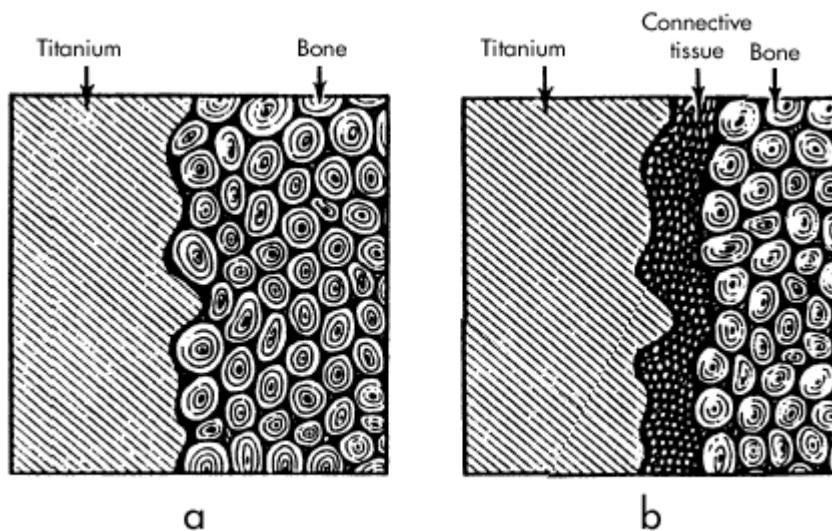 Titanium
Bone
Titanium
Connective
tissue
Bone
a
b